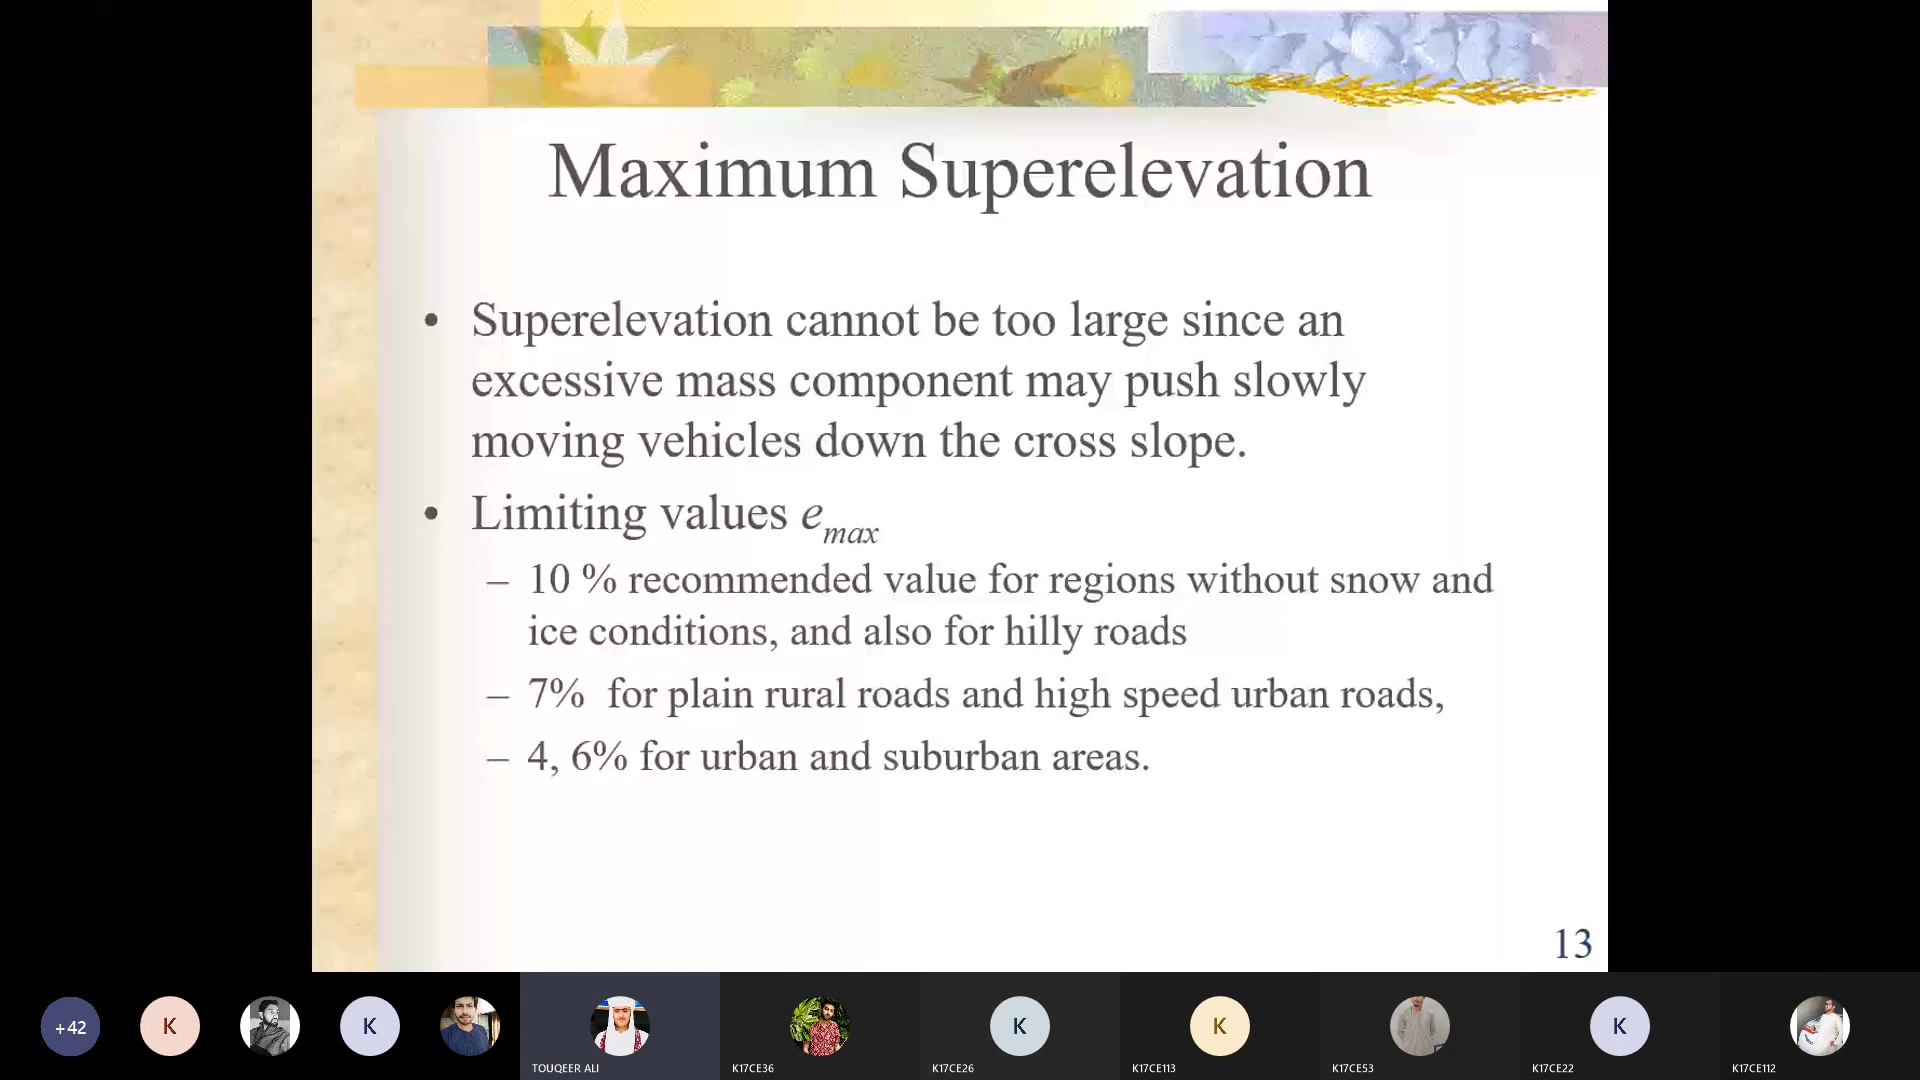 Maximum Superelevation
• Superelevation cannot be too large since an
excessive mass component may push slowly
moving vehicles down the cross slope.
• Limiting values e_max
– 10 % recommended value for regions without snow and
ice conditions, and also for hilly roads
– 7%  for plain rural roads and high speed urban roads,
– 4, 6% for urban and suburban areas.
13
+42
K
K
K
K
K
TOUQEER ALI
K17CE36
K17CE26
K17CE113
K17CE53
K17CE22
K17CE112